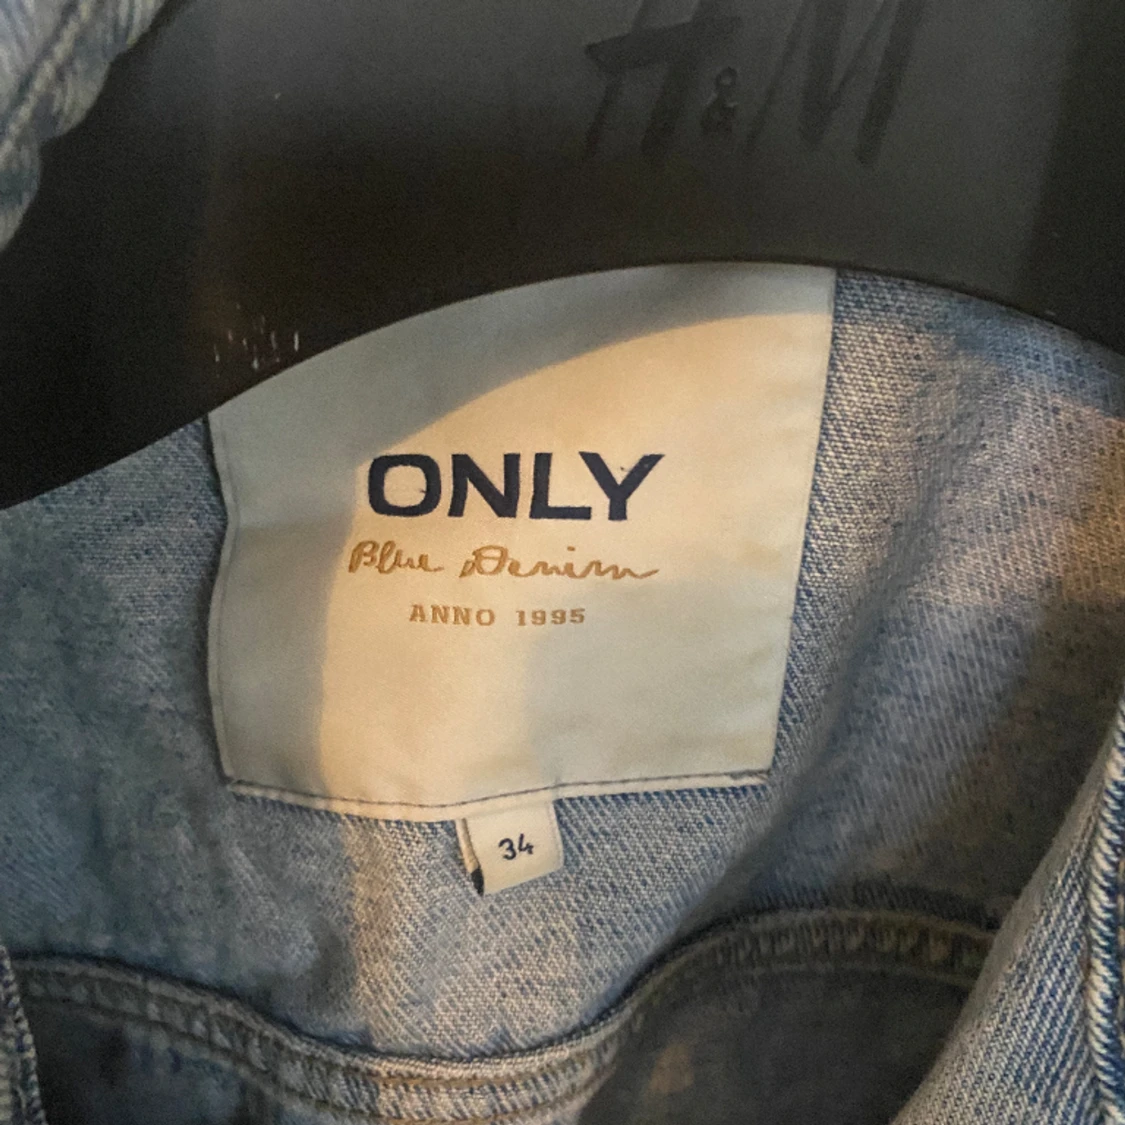 H&M
ONLY
Blue Denim
ANNO 1995
34